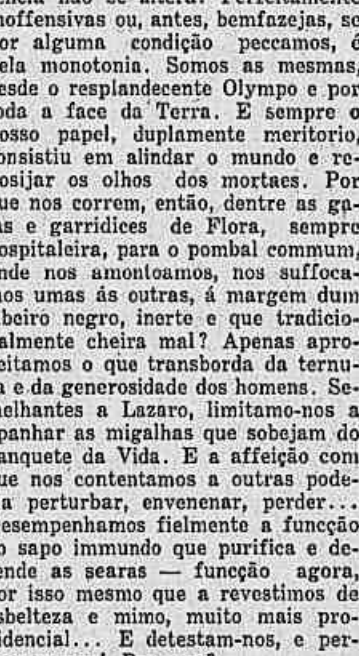 noffensivas ou, antes, bemfazejas, se
or alguma condição peccamos, é
ela monotonia. Somos as mesmas,
esde o resplandecente Olympo e por
oda a face da Terra. E sempre o
osso papel, duplamente meritorio,
onsistiu em alindar o mundo e re-
osijar os olhos dos mortaes. Por
ue nos correm, então, dentre as ga-
as e garridices de Flora, sempre
ospitaleira, para o pombal commum,
nde nos amontoamos, nos suffoca-
os umas ás outras, á margem dum
beiro negro, inerte e que tradicio-
almente cheira mal? Apenas apro-
eitamos o que transborda da ternu-
a e da generosidade dos homens. Se-
elhantes a Lazaro, limitamo-nos a
panhar as migalhas que sobejam do
anquete da Vida. E a affeição com
ue nos contentamos a outras pode-
a perturbar, envenenar, perder...
esempenhamos fielmente a funcção
o sapo immundo que purifica e de-
ende as searas — funcção agora,
or isso mesmo que a revestimos de
sbelteza e mimo, muito mais pro-
idencial... E detestam-nos, e per-